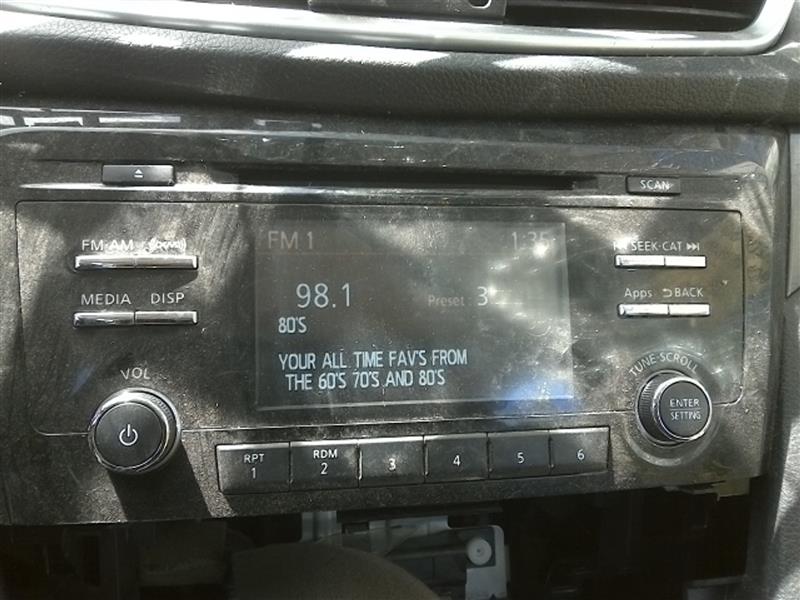 SCAN
FM·AM
SEEK·CAT
MEDIA DISP
Apps BACK
FM 1 1:35
98.1 Preset: 3
80'S
YOUR ALL TIME FAV'S FROM
THE 60'S 70'S AND 80'S
VOL
TUNE·SCROLL
ENTER
SETTING
RPT
1
RDM
2
3
4
5
6